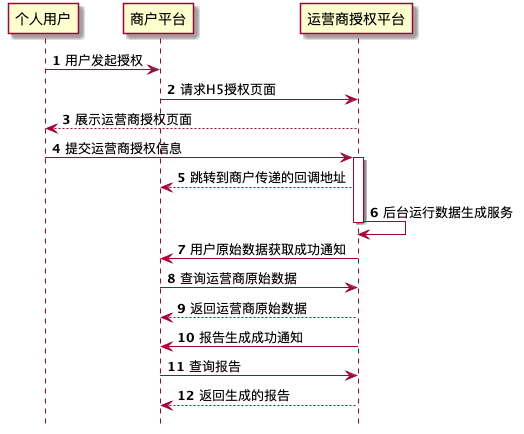 个人用户
商户平台
运营商授权平台
1 用户发起授权
2 请求H5授权页面
3 展示运营商授权页面
4 提交运营商授权信息
5 跳转到商户传递的回调地址
6 后台运行数据生成服务
7 用户原始数据获取成功通知
8 查询运营商原始数据
9 返回运营商原始数据
10 报告生成成功通知
11 查询报告
12 返回生成的报告